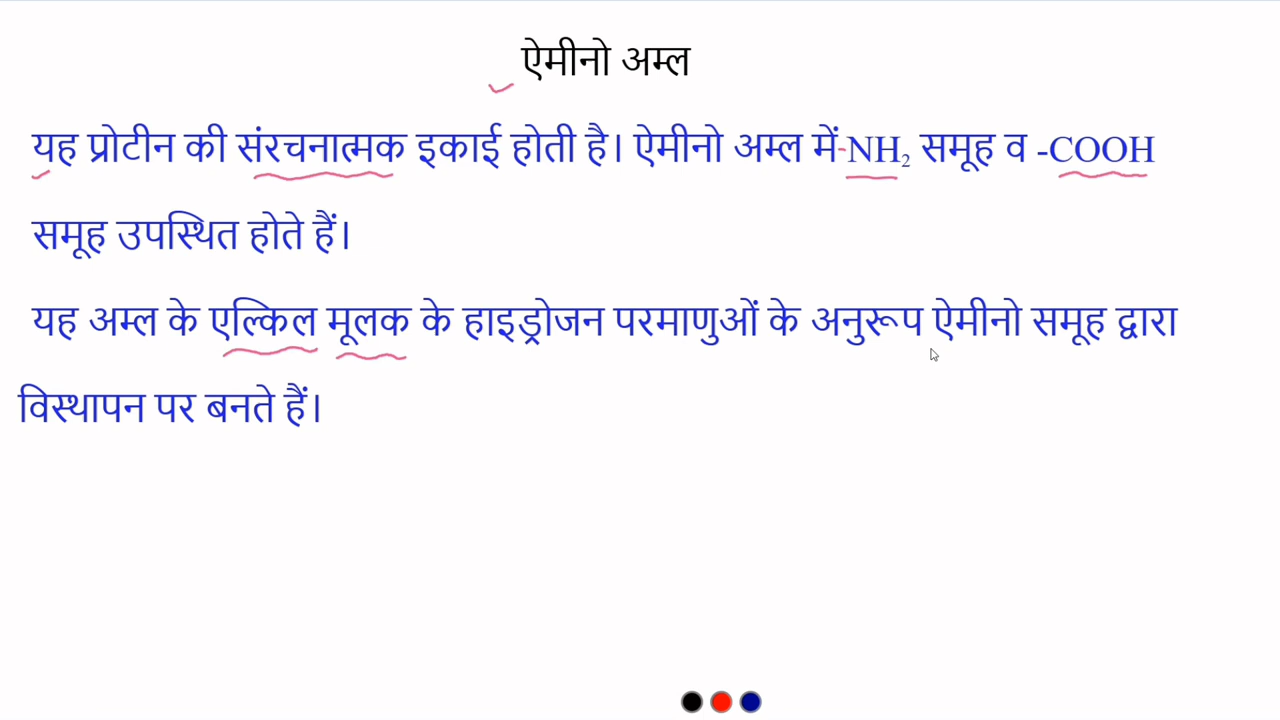 ऐमीनो अम्ल
यह प्रोटीन की संरचनात्मक इकाई होती है। ऐमीनो अम्ल में-NH₂ समूह व -COOH
समूह उपस्थित होते हैं।
यह अम्ल के एल्किल मूलक के हाइड्रोजन परमाणुओं के अनुरूप ऐमीनो समूह द्वारा
विस्थापन पर बनते हैं।